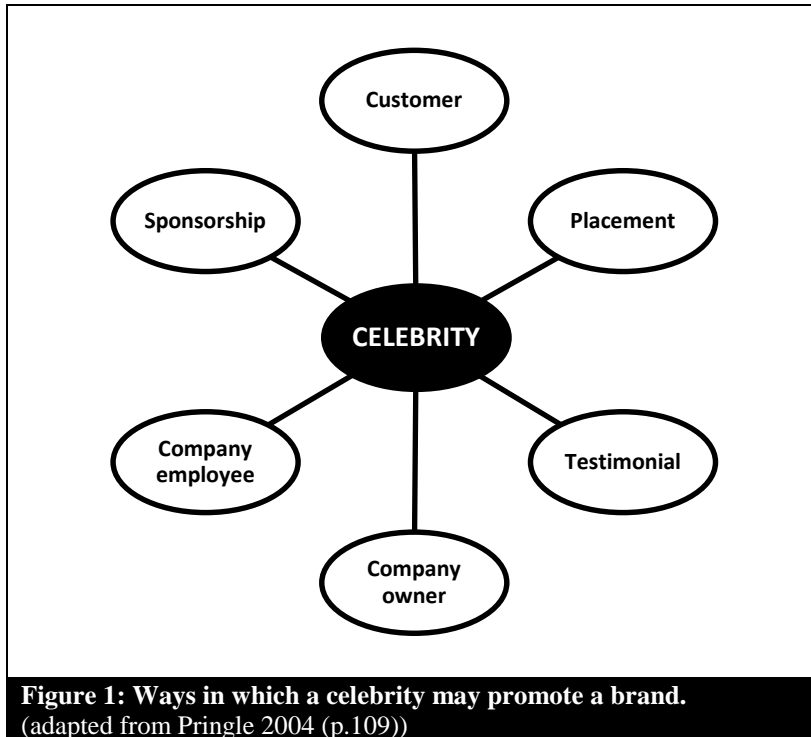 Customer
Sponsorship
Placement
CELEBRITY
Company
employee
Testimonial
Company
owner
Figure 1: Ways in which a celebrity may promote a brand.
(adapted from Pringle 2004 (p.109))